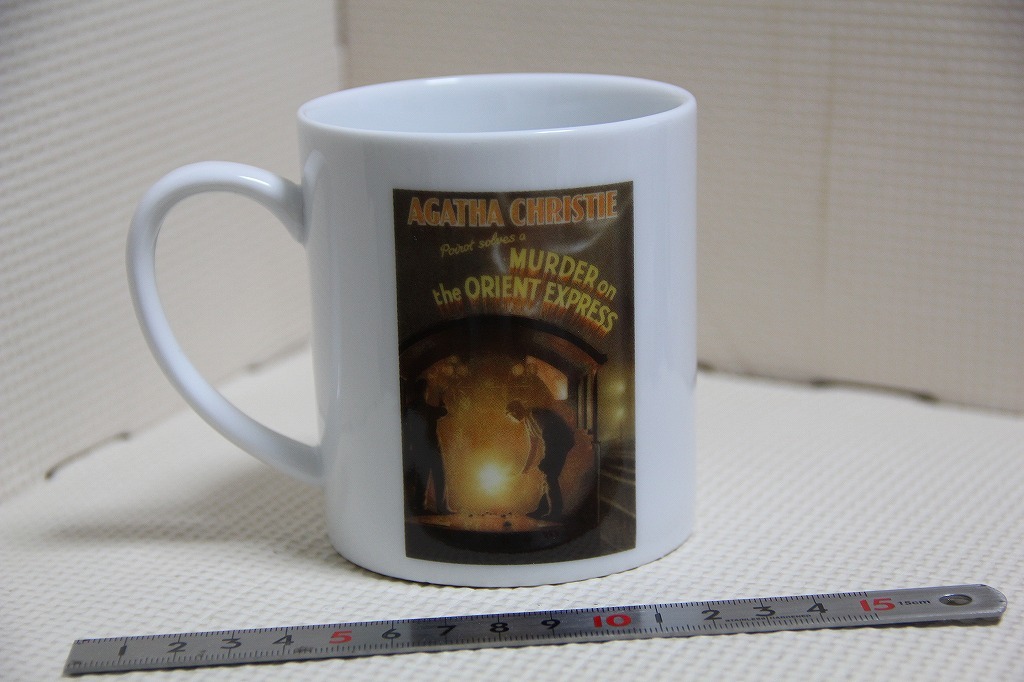 AGATHA CHRISTIE
Poirot solves a
MURDER on
the ORIENT EXPRESS
1 2 3 4 5 6 7 8 9 10 1 2 3 4 15 15cm